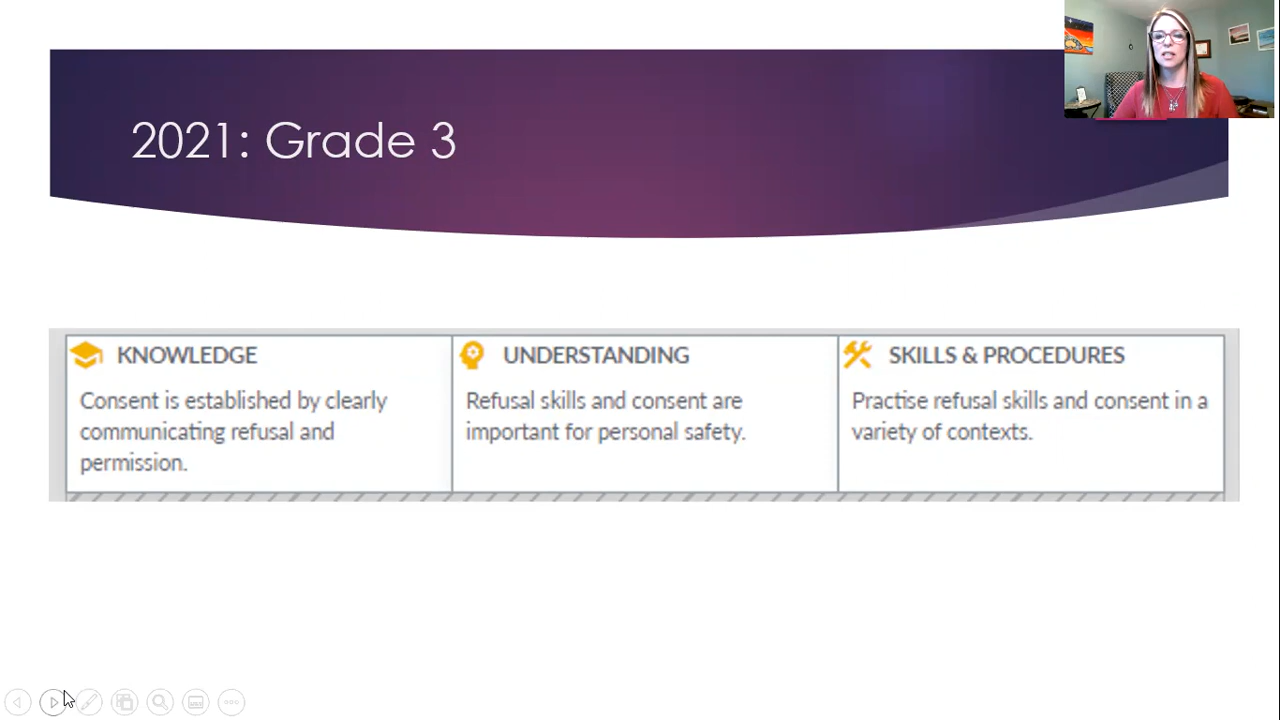 2021: Grade 3
KNOWLEDGE
Consent is established by clearly
communicating refusal and
permission.
UNDERSTANDING
Refusal skills and consent are
important for personal safety.
SKILLS & PROCEDURES
Practise refusal skills and consent in a
variety of contexts.